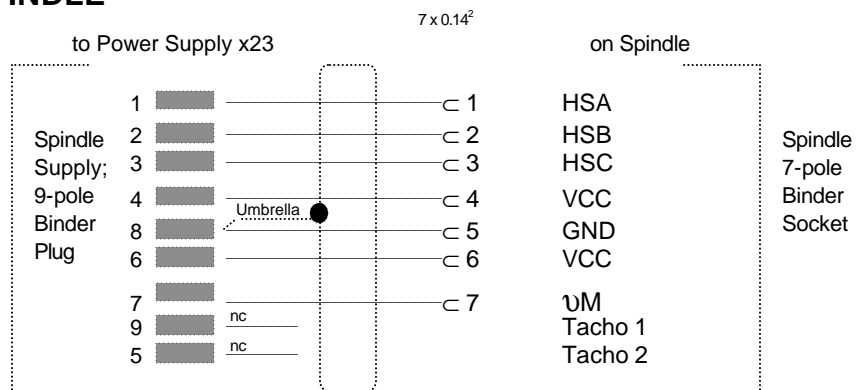 7 x 0.14²
to Power Supply x23 on Spindle
1 ⊂ 1 HSA
2 ⊂ 2 HSB
3 ⊂ 3 HSC
4 ⊂ 4 VCC
Umbrella
8 ⊂ 5 GND
6 ⊂ 6 VCC
7 ⊂ 7 υM
9 nc Tacho 1
5 nc Tacho 2
Spindle
Supply;
9-pole
Binder
Plug
Spindle
7-pole
Binder
Socket